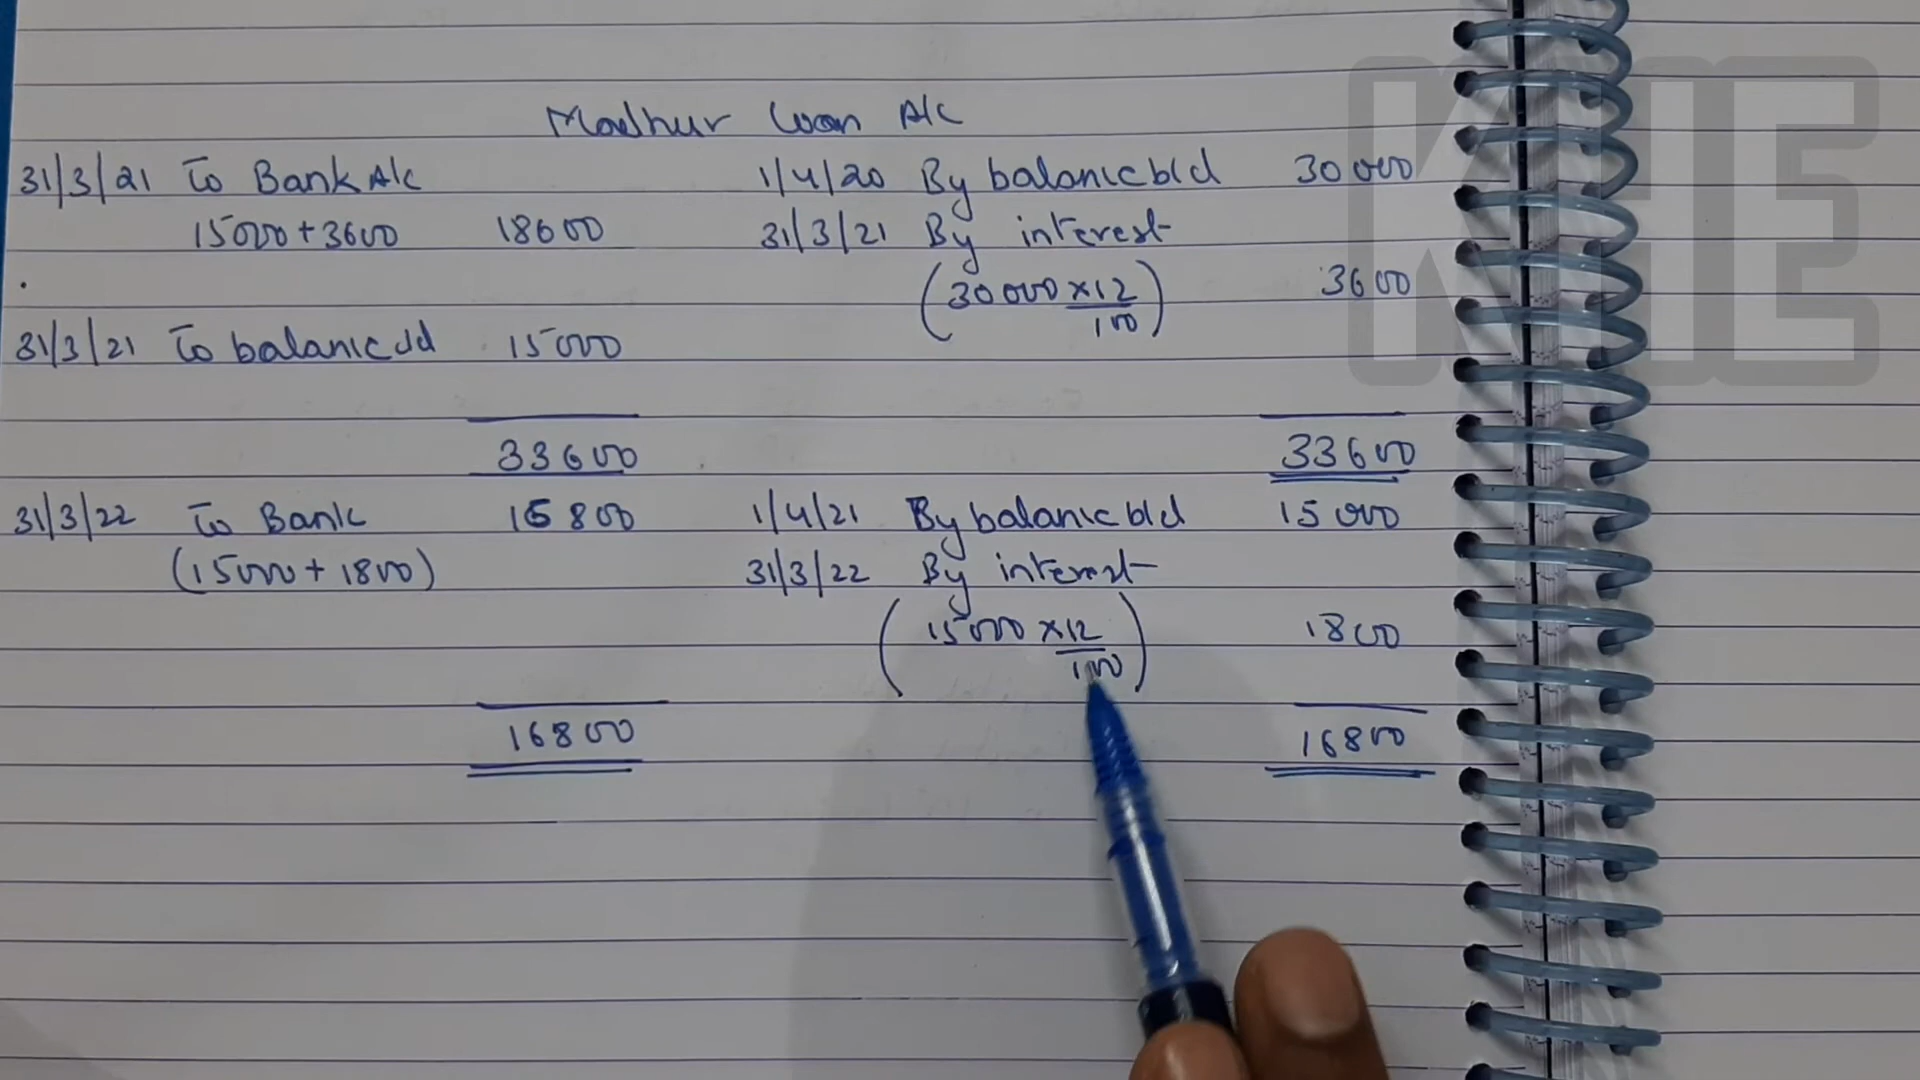 Madhur Loan A/c
31/3/21 To Bank A/c 1/4/20 By balance b/d 30000
15000+3600 18600 31/3/21 By interest
(30000 × 12/100) 3600
31/3/21 To balance c/d 15000
33600 33600
31/3/22 To Bank 16800 1/4/21 By balance b/d 15000
(15000 + 1800) 31/3/22 By interest
(15000 × 12/100) 1800
16800 16800
KHE